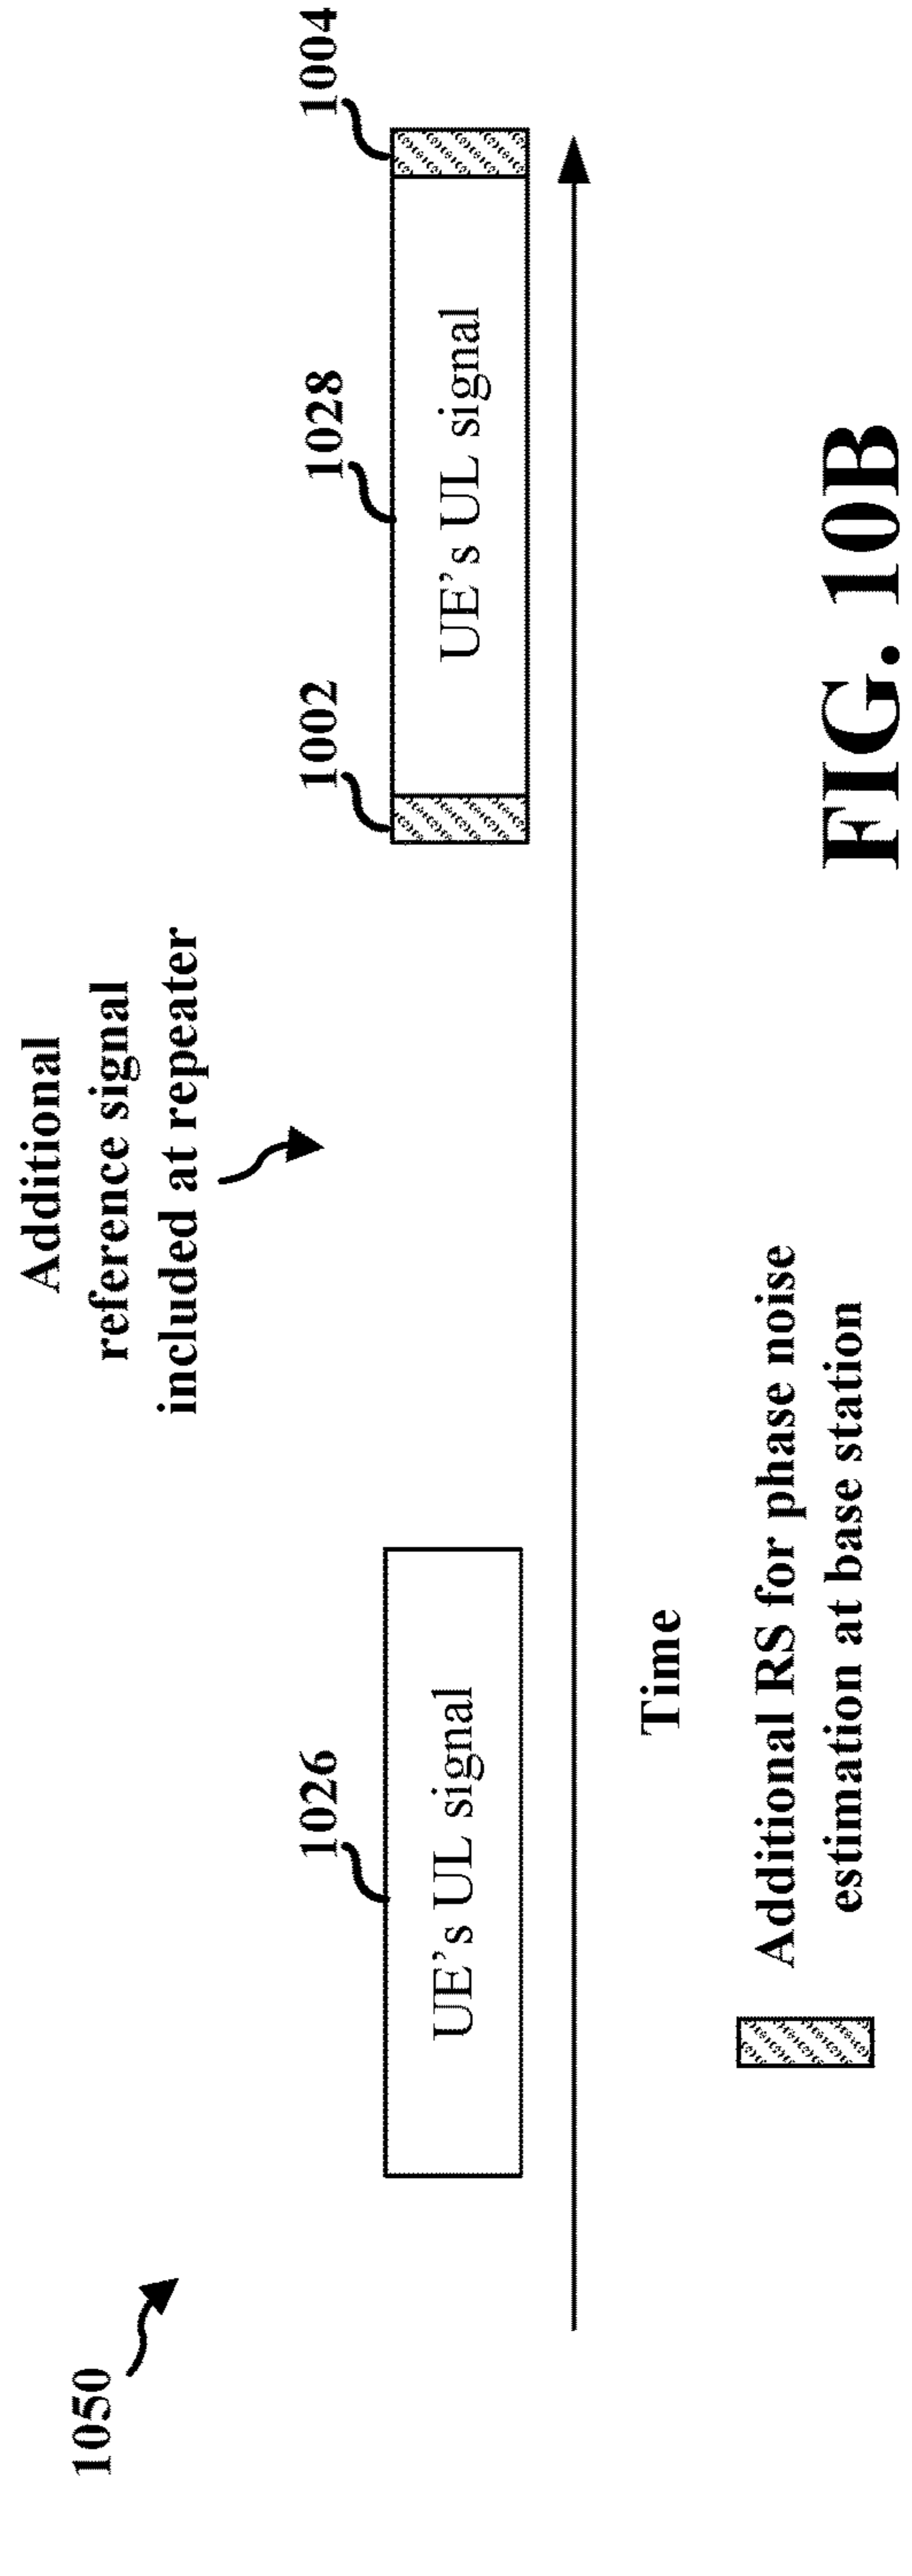 1050
Additional
reference signal
included at repeater
1026
1002
1028
1004
UE's UL signal
UE's UL signal
Time
Additional RS for phase noise
estimation at base station
FIG. 10B